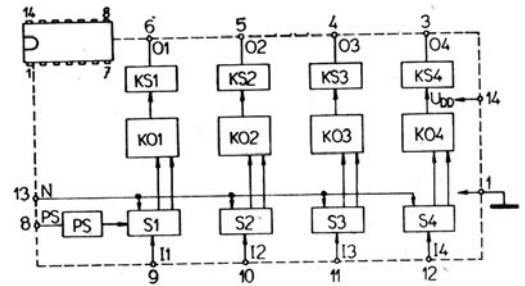 14 8
1 7
6 5 4 3
O1 O2 O3 O4
KS1 KS2 KS3 KS4
UDD 14
KO1 KO2 KO3 KO4
13 N 1
8 PS PS S1 S2 S3 S4
I1 I2 I3 I4
9 10 11 12